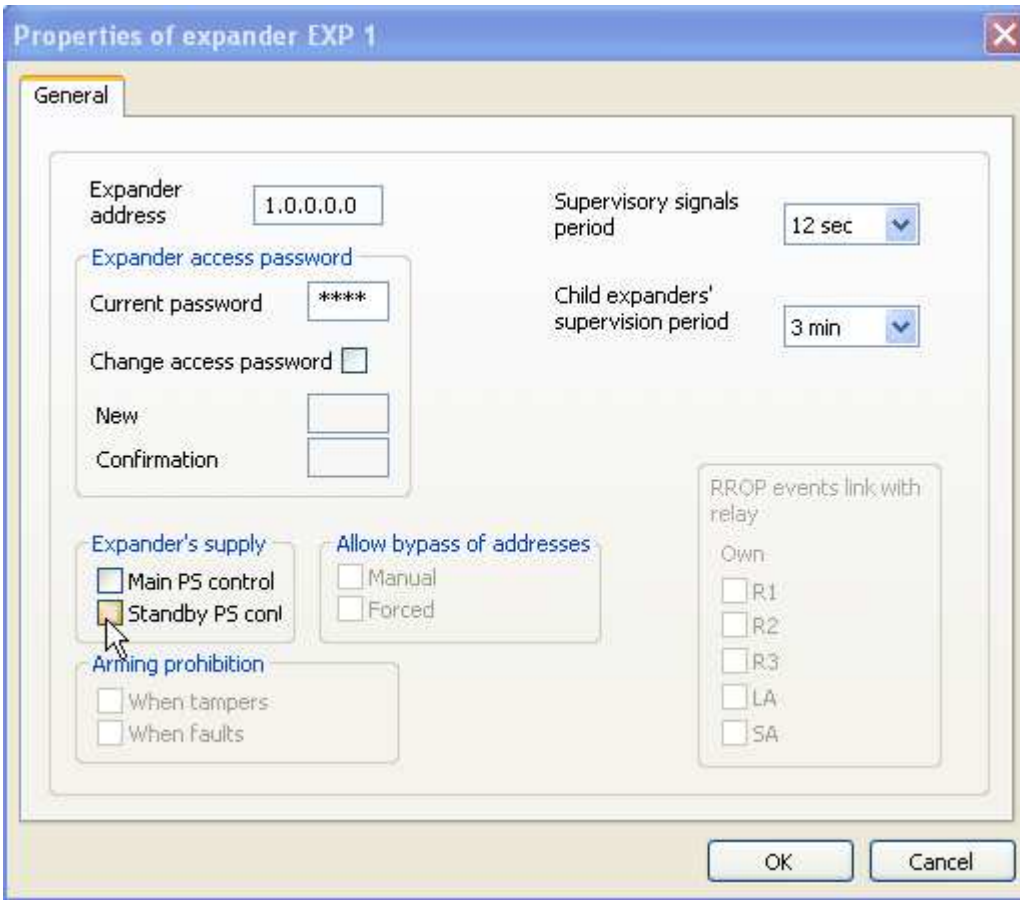 Properties of expander EXP 1
General
Expander
address
1.0.0.0.0
Supervisory signals
period
12 sec
Expander access password
Current password
****
Child expanders'
supervision period
3 min
Change access password
New
Confirmation
RROP events link with
relay
Own
R1
R2
R3
LA
SA
Expander's supply
Main PS control
Standby PS cont
Allow bypass of addresses
Manual
Forced
Arming prohibition
When tampers
When faults
OK
Cancel